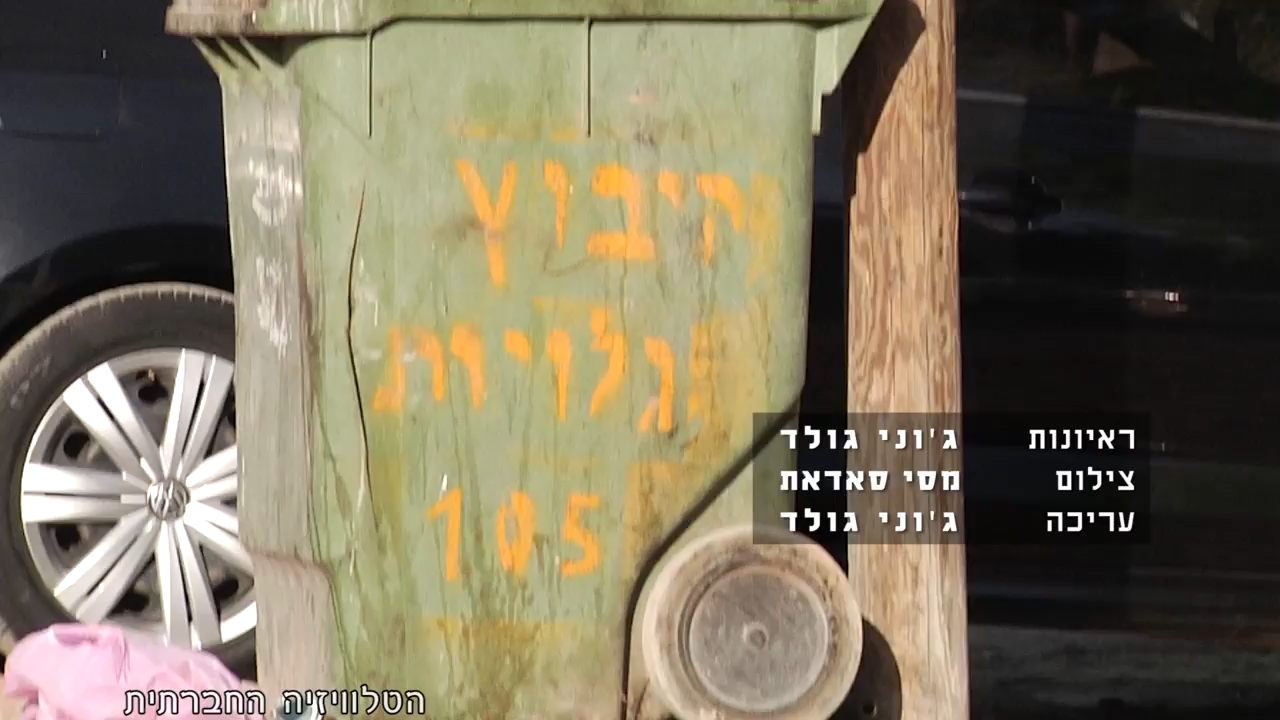 קיבוץ
גלויות
105
ראיונות ג'וני גולד
צילום מסי סאדאת
עריכה ג'וני גולד
הטלוויזיה החברתית